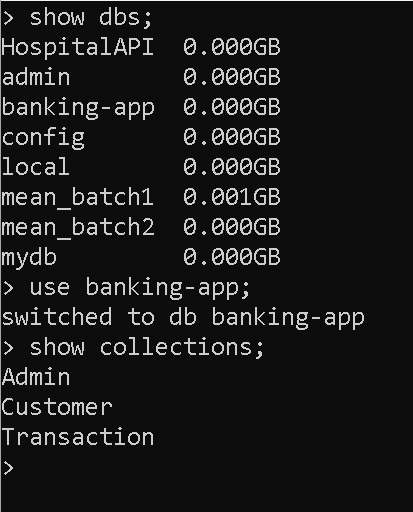 > show dbs;
HospitalAPI  0.000GB
admin        0.000GB
banking-app  0.000GB
config       0.000GB
local        0.000GB
mean_batch1  0.001GB
mean_batch2  0.000GB
mydb         0.000GB
> use banking-app;
switched to db banking-app
> show collections;
Admin
Customer
Transaction
>